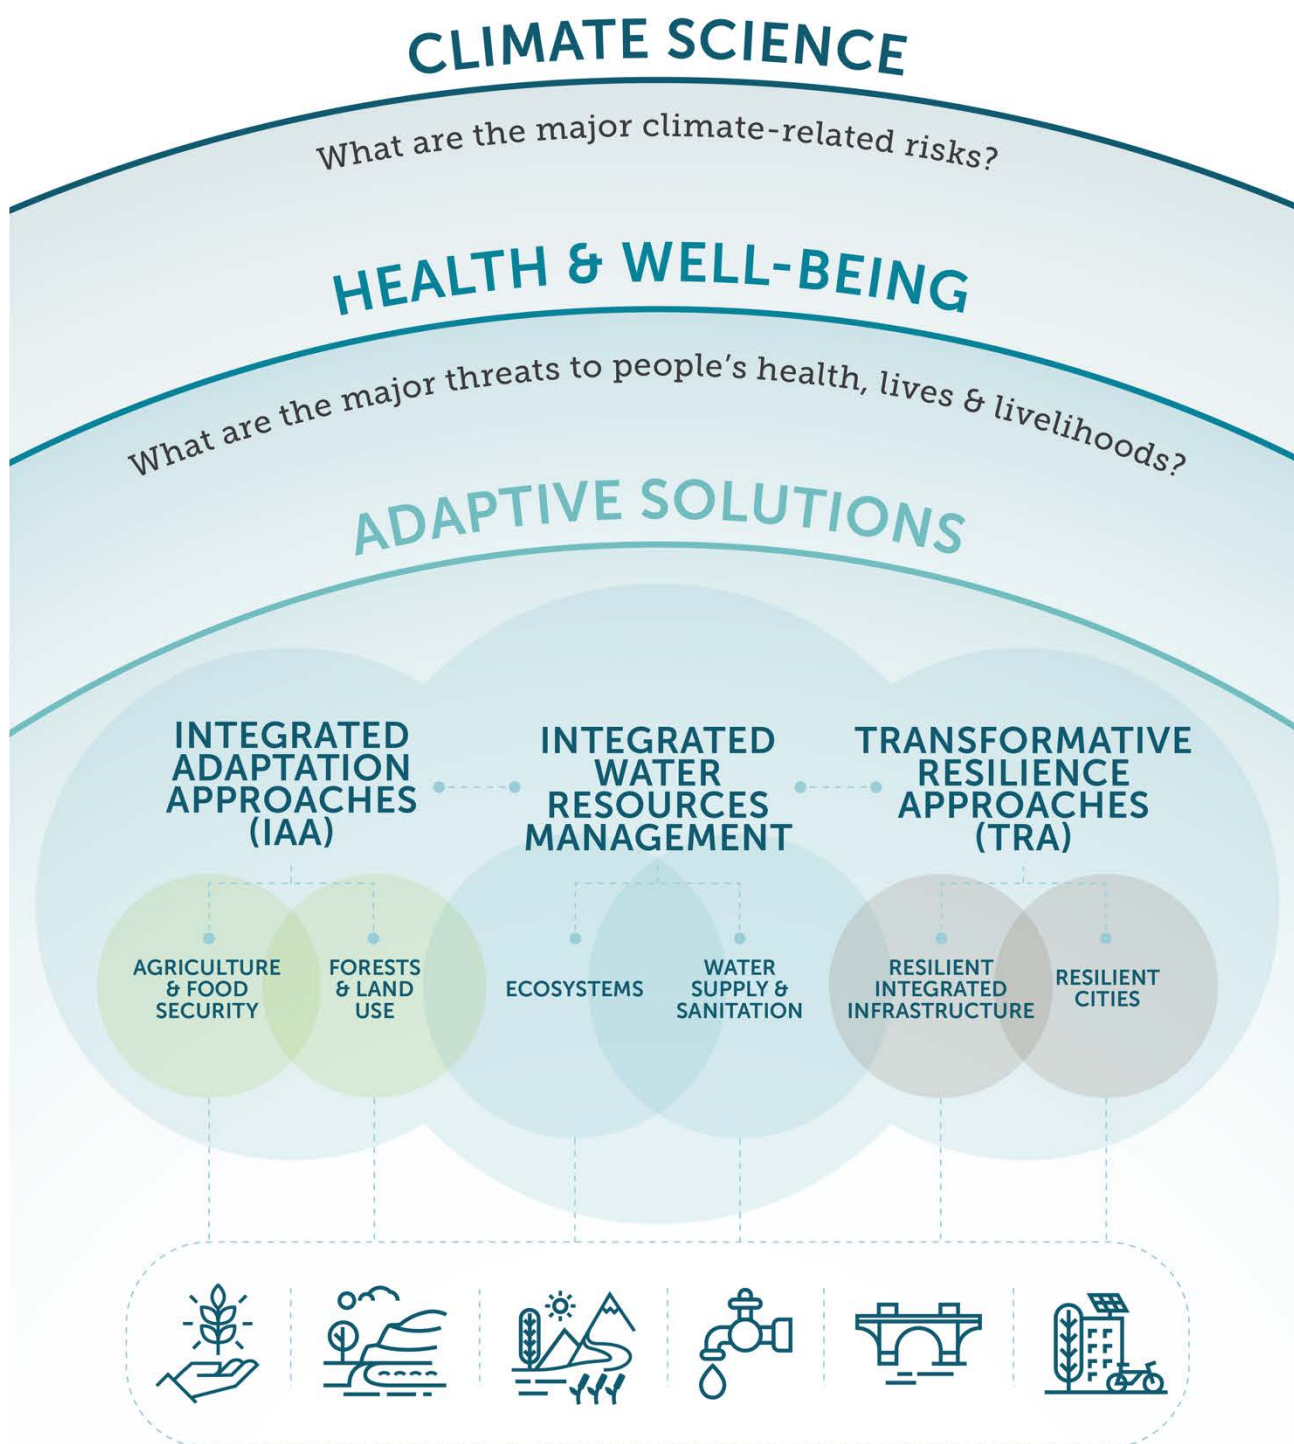 CLIMATE SCIENCE
What are the major climate-related risks?
HEALTH & WELL-BEING
What are the major threats to people's health, lives & livelihoods?
ADAPTIVE SOLUTIONS
INTEGRATED
ADAPTATION
APPROACHES
(IAA)
INTEGRATED
WATER
RESOURCES
MANAGEMENT
TRANSFORMATIVE
RESILIENCE
APPROACHES
(TRA)
AGRICULTURE
& FOOD
SECURITY
FORESTS
& LAND
USE
ECOSYSTEMS
WATER
SUPPLY &
SANITATION
RESILIENT
INTEGRATED
INFRASTRUCTURE
RESILIENT
CITIES